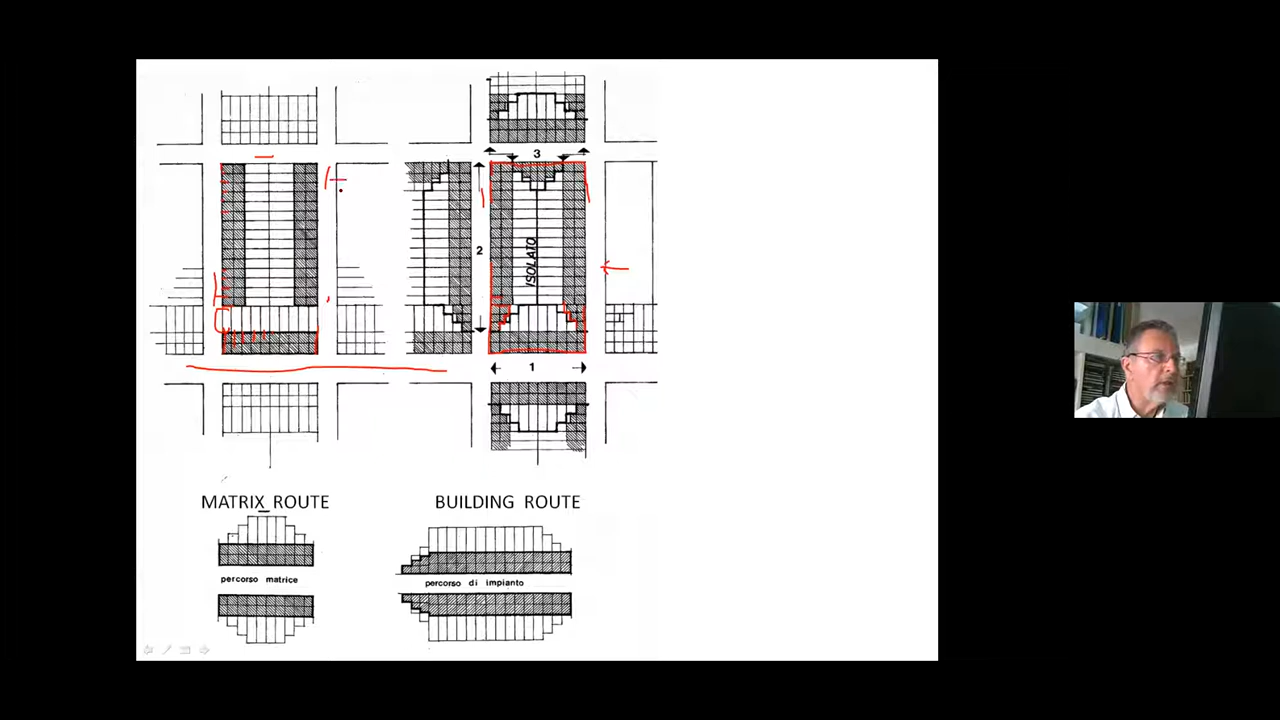 3
2
ISOLATO
1
MATRIX ROUTE
BUILDING ROUTE
percorso matrice
percorso di impianto